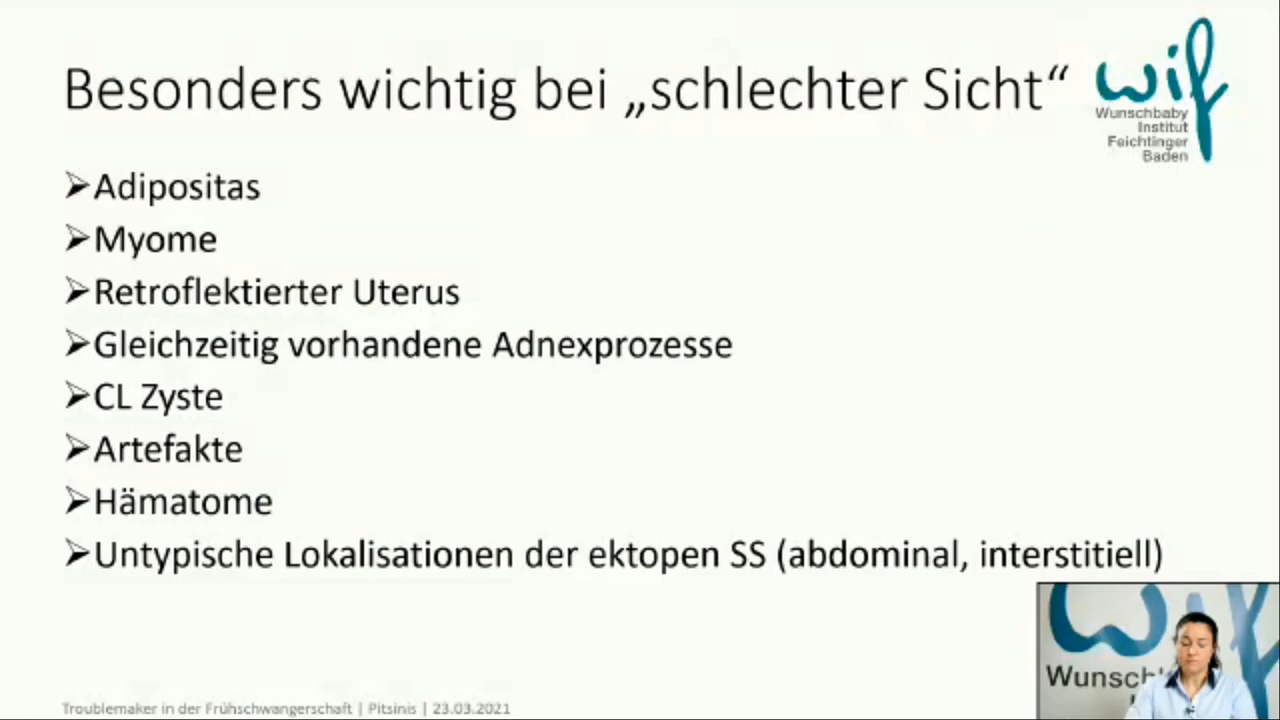 Besonders wichtig bei „schlechter Sicht“
wif
Wunschbaby
Institut
Feichtinger
Baden
➢Adipositas
➢Myome
➢Retroflektierter Uterus
➢Gleichzeitig vorhandene Adnexprozesse
➢CL Zyste
➢Artefakte
➢Hämatome
➢Untypische Lokalisationen der ektopen SS (abdominal, interstitiell)
Troublemaker in der Frühschwangerschaft | Pitsinis | 23.03.2021